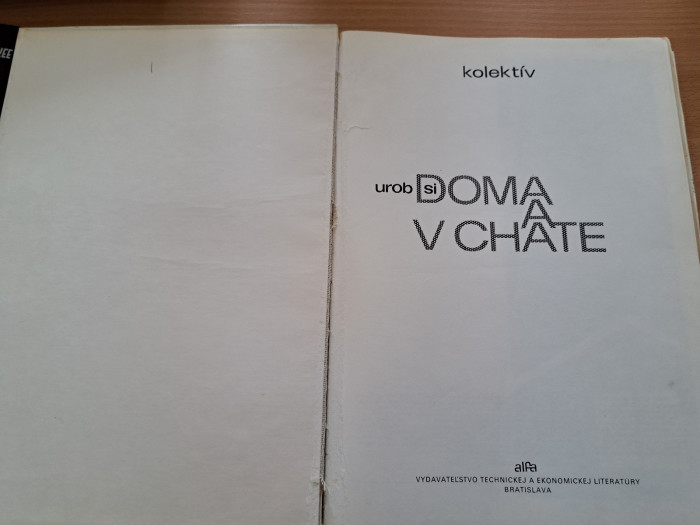 kolektív
urob si DOMA
A
V CHATE
alfa
VYDAVATEĽSTVO TECHNICKEJ A EKONOMICKEJ LITERATÚRY
BRATISLAVA